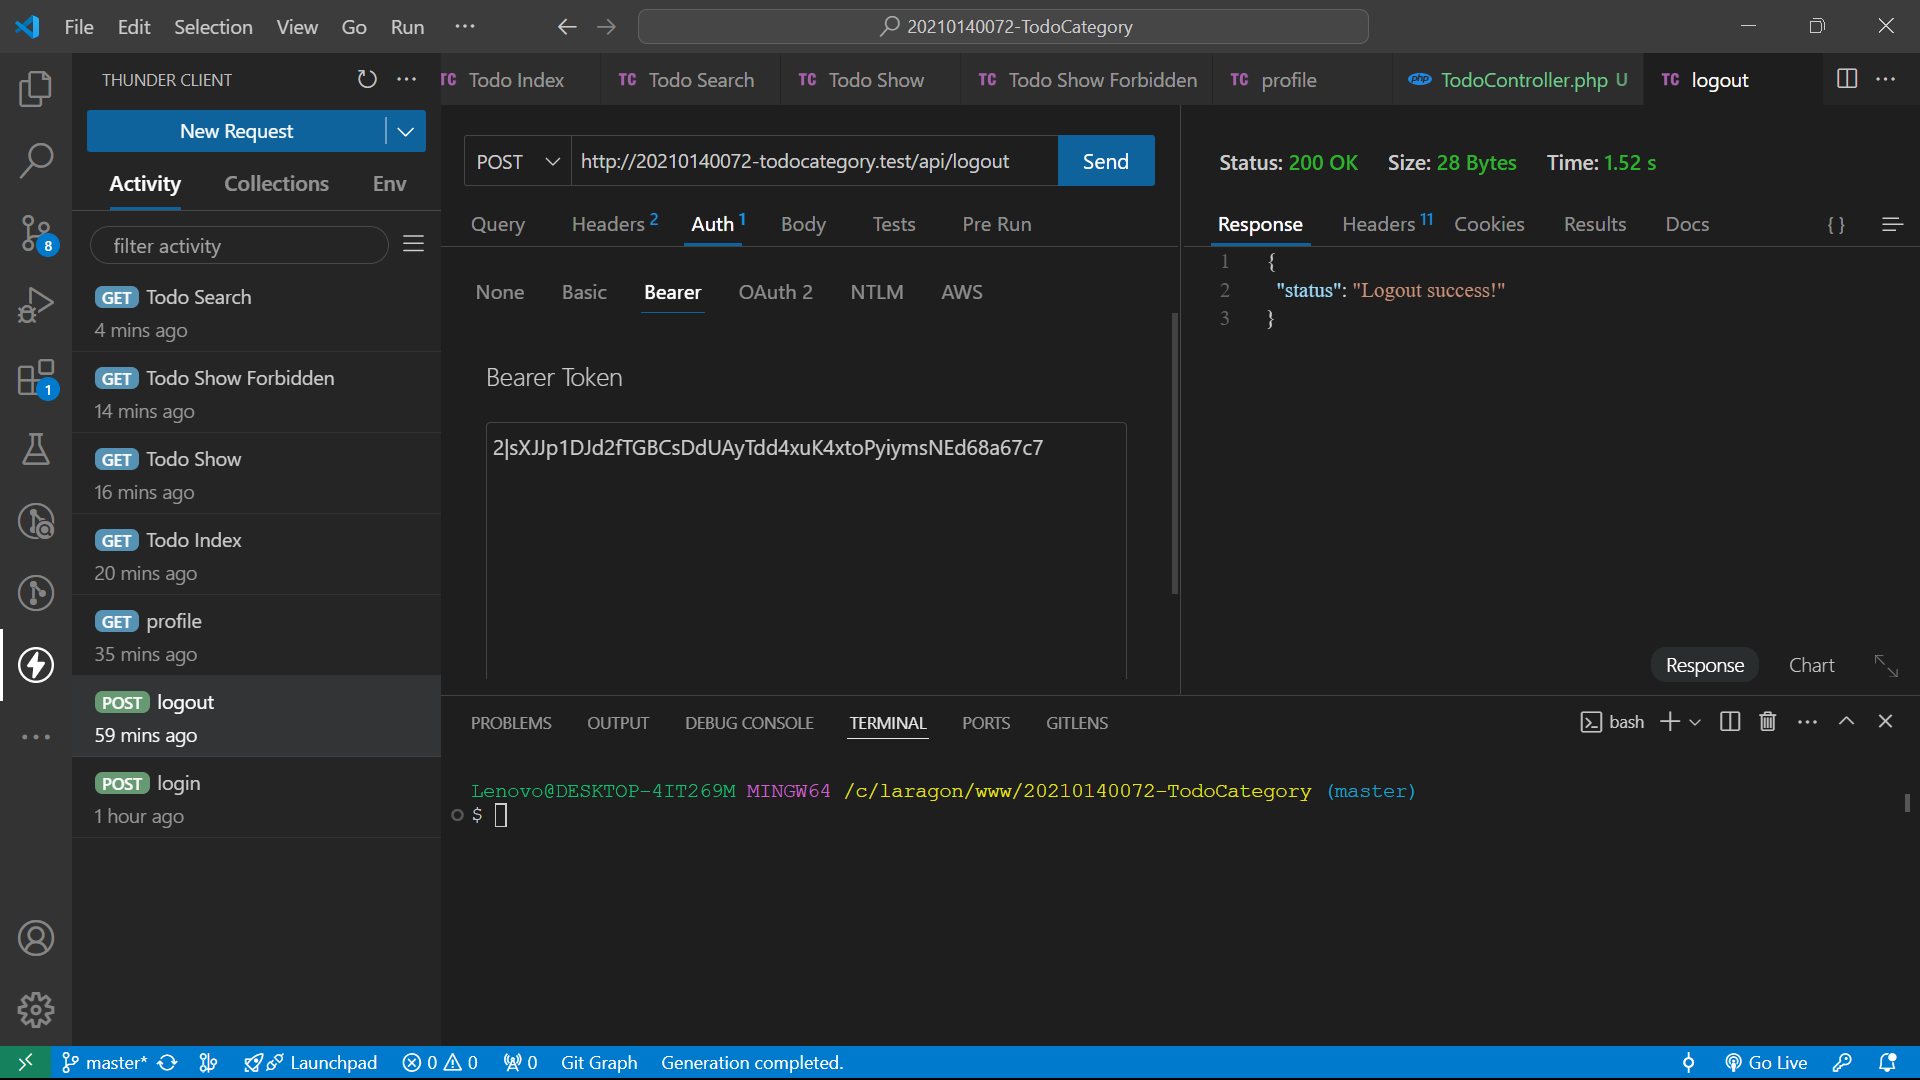 File Edit Selection View Go Run ··· 20210140072-TodoCategory
THUNDER CLIENT
TC Todo Index TC Todo Search TC Todo Show TC Todo Show Forbidden TC profile php TodoController.php U TC logout
New Request
POST http://20210140072-todocategory.test/api/logout Send
Status: 200 OK Size: 28 Bytes Time: 1.52 s
Activity Collections Env
Query Headers 2 Auth 1 Body Tests Pre Run
Response Headers 11 Cookies Results Docs { }
filter activity
None Basic Bearer OAuth 2 NTLM AWS
1 {
2 "status": "Logout success!"
3 }
GET Todo Search
4 mins ago
GET Todo Show Forbidden
14 mins ago
GET Todo Show
16 mins ago
GET Todo Index
20 mins ago
GET profile
35 mins ago
POST logout
59 mins ago
POST login
1 hour ago
8
1
Bearer Token
2|sXJJp1DJd2fTGBCsDdUAyTdd4xuK4xtoPyiymsNEd68a67c7
Response Chart
PROBLEMS OUTPUT DEBUG CONSOLE TERMINAL PORTS GITLENS bash
Lenovo@DESKTOP-4IT269M MINGW64 /c/laragon/www/20210140072-TodoCategory (master)
$
master* Launchpad 0 0 0 Git Graph Generation completed. Go Live